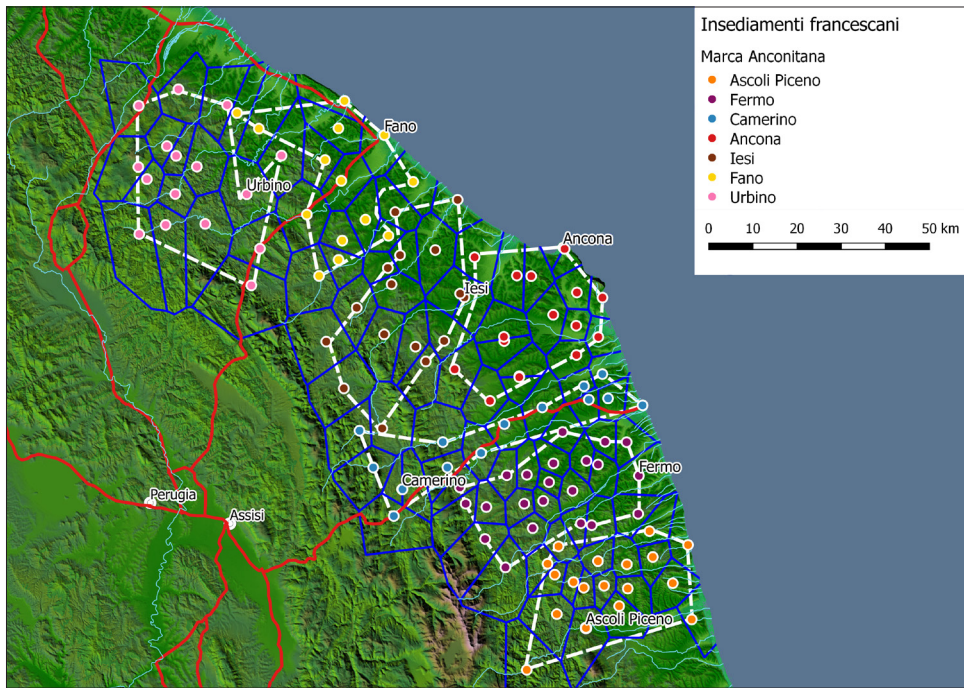 Insediamenti francescani
Marca Anconitana
Ascoli Piceno
Fermo
Camerino
Ancona
Iesi
Fano
Urbino
0 10 20 30 40 50 km
Fano
Urbino
Ancona
Iesi
Camerino
Fermo
Perugia
Assisi
Ascoli Piceno